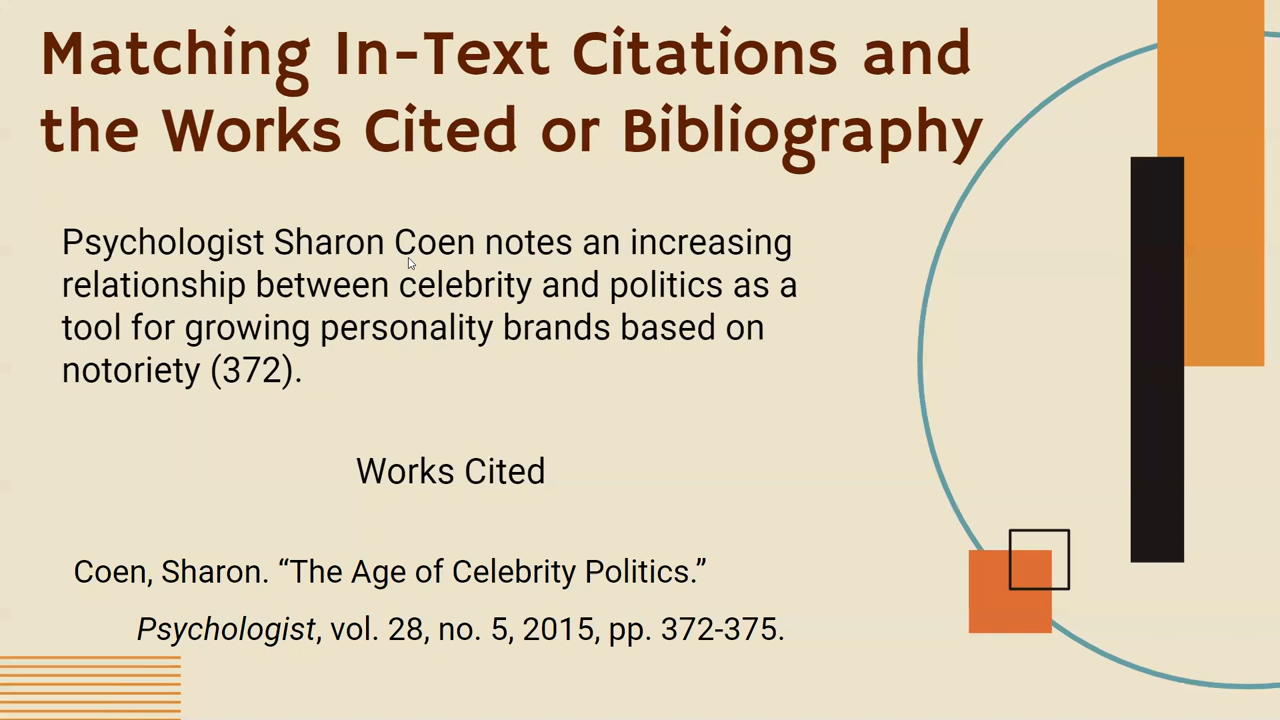 Matching In-Text Citations and
the Works Cited or Bibliography
Psychologist Sharon Coen notes an increasing
relationship between celebrity and politics as a
tool for growing personality brands based on
notoriety (372).
Works Cited
Coen, Sharon. “The Age of Celebrity Politics.”
Psychologist, vol. 28, no. 5, 2015, pp. 372-375.